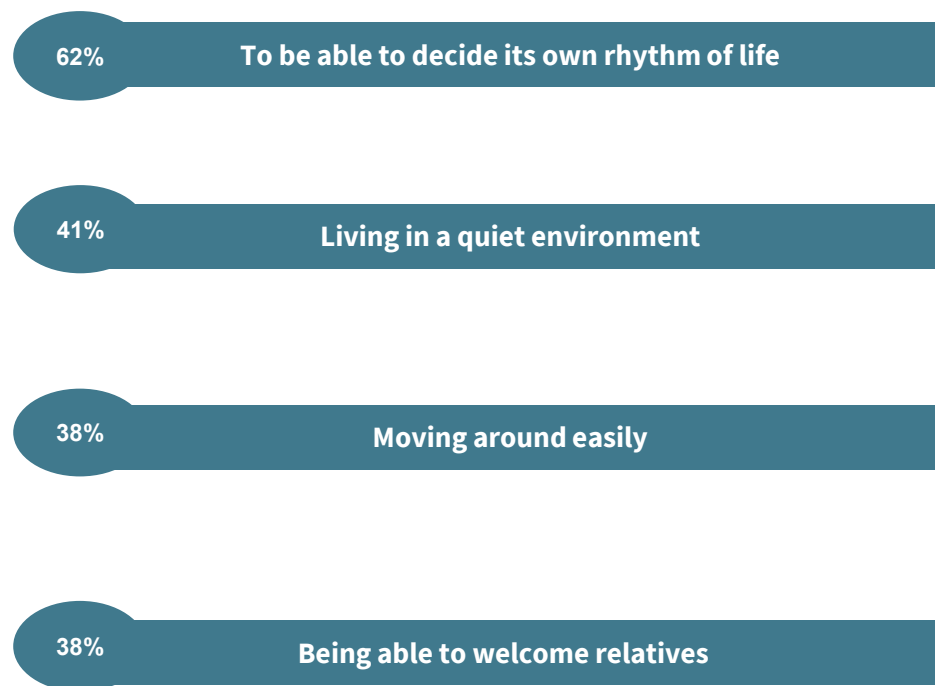 62% To be able to decide its own rhythm of life
41% Living in a quiet environment
38% Moving around easily
38% Being able to welcome relatives